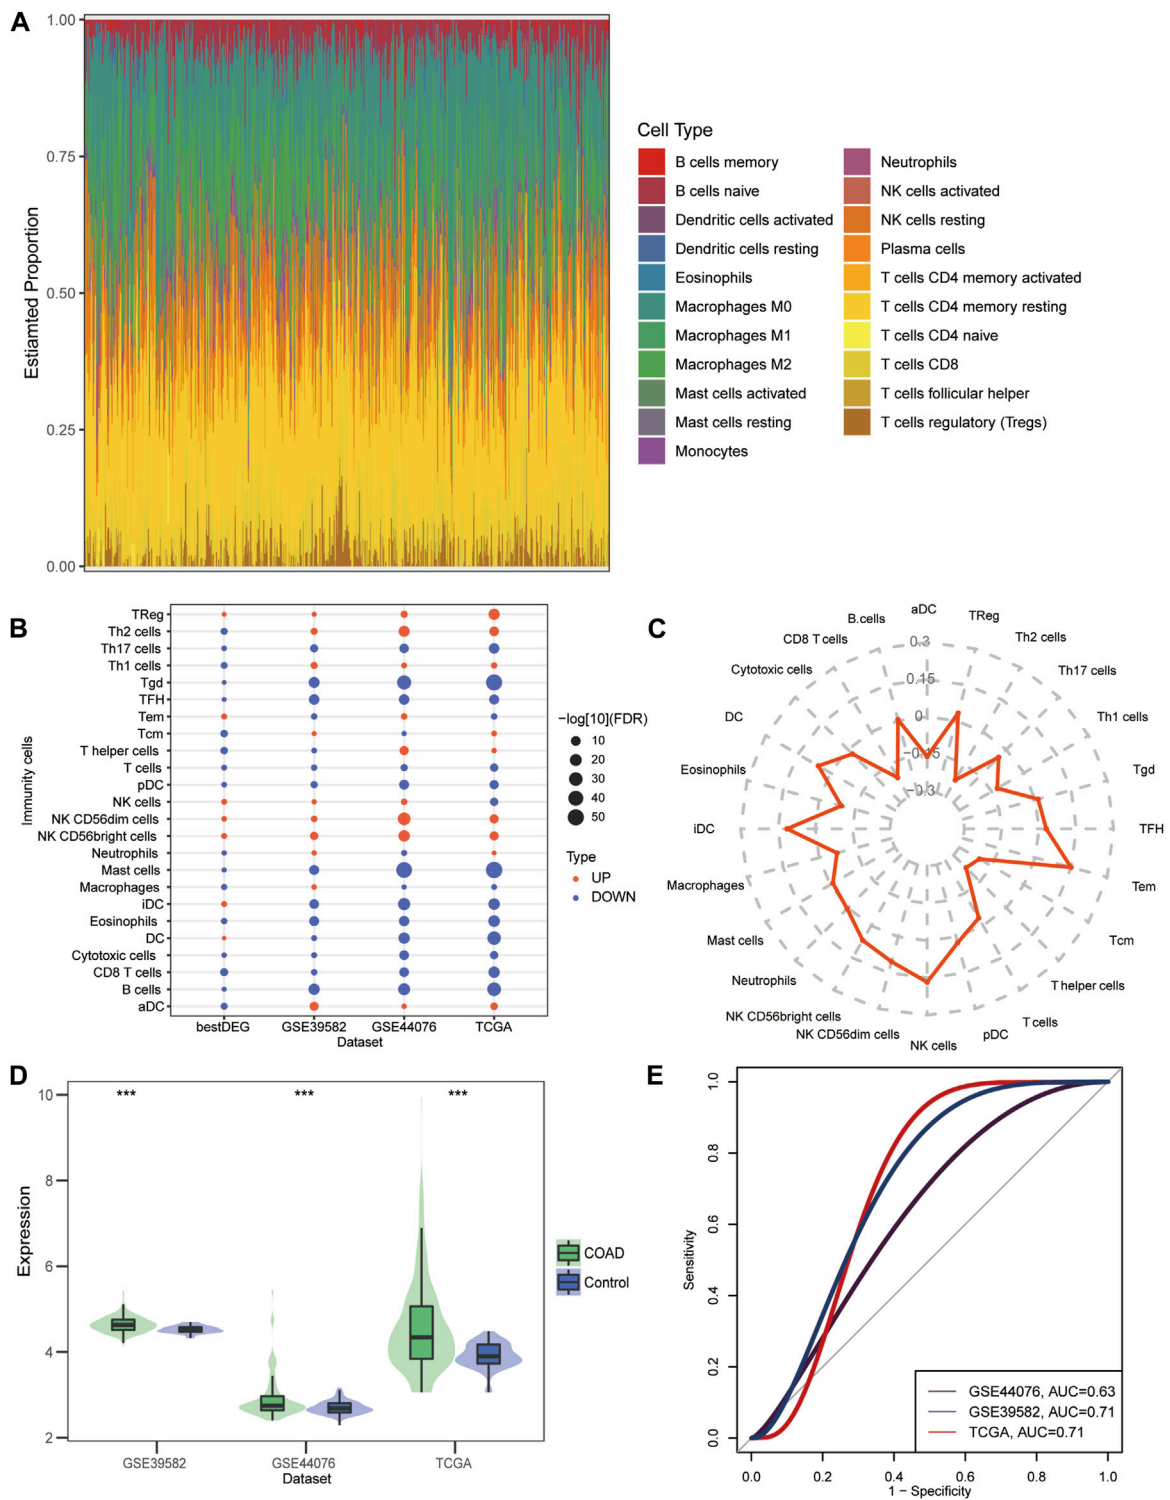 A
Estiamted Proportion
1.00
0.75
0.50
0.25
0.00
Cell Type
B cells memory
B cells naive
Dendritic cells activated
Dendritic cells resting
Eosinophils
Macrophages M0
Macrophages M1
Macrophages M2
Mast cells activated
Mast cells resting
Monocytes
Neutrophils
NK cells activated
NK cells resting
Plasma cells
T cells CD4 memory activated
T cells CD4 memory resting
T cells CD4 naive
T cells CD8
T cells follicular helper
T cells regulatory (Tregs)
B
Immunity cells
TReg
Th2 cells
Th17 cells
Th1 cells
Tgd
TFH
Tem
Tcm
T helper cells
T cells
pDC
NK cells
NK CD56dim cells
NK CD56bright cells
Neutrophils
Mast cells
Macrophages
iDC
Eosinophils
DC
Cytotoxic cells
CD8 T cells
B cells
aDC
bestDEG
GSE39582
GSE44076
TCGA
Dataset
−log[10](FDR)
10
20
30
40
50
Type
UP
DOWN
C
aDC
TReg
Th2 cells
Th17 cells
Th1 cells
Tgd
TFH
Tem
Tcm
T helper cells
T cells
pDC
NK cells
NK CD56dim cells
NK CD56bright cells
Neutrophils
Mast cells
Macrophages
iDC
Eosinophils
DC
Cytotoxic cells
CD8 T cells
B.cells
0.3
0.15
0
−0.15
−0.3
D
Expression
10
8
6
4
2
***
***
***
GSE39582
GSE44076
TCGA
Dataset
COAD
Control
E
Sensitivity
1.0
0.8
0.6
0.4
0.2
0.0
0.0
0.2
0.4
0.6
0.8
1.0
1 − Specificity
GSE44076, AUC=0.63
GSE39582, AUC=0.71
TCGA, AUC=0.71